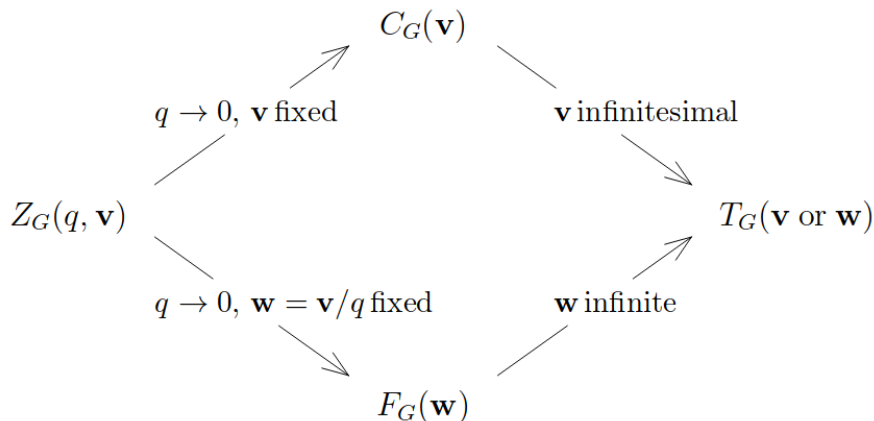 C_G(𝐯)
q → 0, 𝐯 fixed
𝐯 infinitesimal
Z_G(q, 𝐯)
T_G(𝐯 or 𝐰)
q → 0, 𝐰 = 𝐯/q fixed
𝐰 infinite
F_G(𝐰)